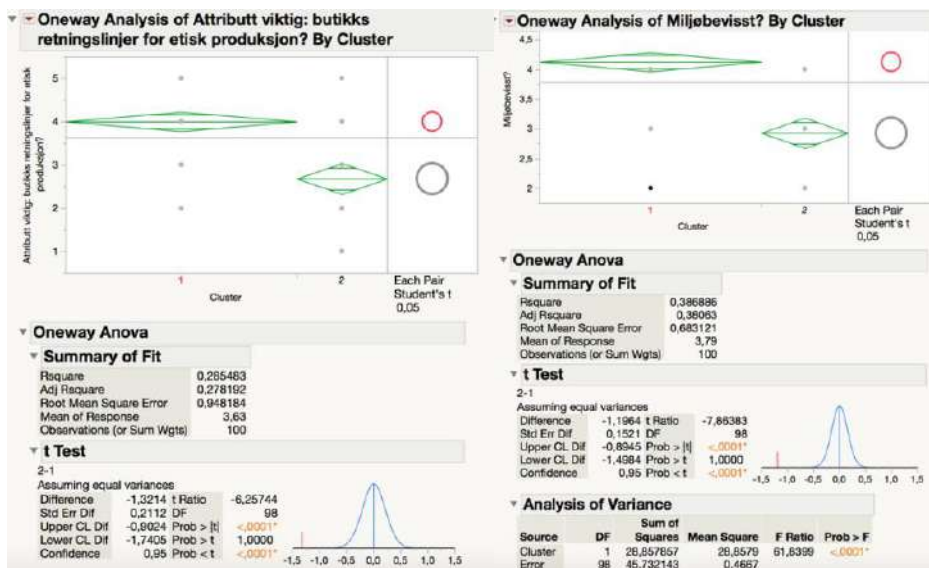 Oneway Analysis of Attributt viktig: butikks
retningslinjer for etisk produksjon? By Cluster
Attributt viktig: butikks retningslinjer for etisk
produksjon?
5
4
3
2
1
1
2
Cluster
Each Pair
Student's t
0,05
Oneway Anova
Summary of Fit
Rsquare 0,285483
Adj Rsquare 0,278192
Root Mean Square Error 0,948184
Mean of Response 3,63
Observations (or Sum Wgts) 100
t Test
2-1
Assuming equal variances
Difference -1,3214 t Ratio -6,25744
Std Err Dif 0,2112 DF 98
Upper CL Dif -0,9024 Prob > |t| <,0001*
Lower CL Dif -1,7405 Prob > t 1,0000
Confidence 0,95 Prob < t <,0001*
-1,5 -1,0 -0,5 0,0 0,5 1,0 1,5
Oneway Analysis of Miljøbevisst? By Cluster
Miljøbevisst?
4,5
4
3,5
3
2,5
2
1
2
Cluster
Each Pair
Student's t
0,05
Oneway Anova
Summary of Fit
Rsquare 0,386886
Adj Rsquare 0,38063
Root Mean Square Error 0,683121
Mean of Response 3,79
Observations (or Sum Wgts) 100
t Test
2-1
Assuming equal variances
Difference -1,1964 t Ratio -7,86383
Std Err Dif 0,1521 DF 98
Upper CL Dif -0,8945 Prob > |t| <,0001*
Lower CL Dif -1,4984 Prob > t 1,0000
Confidence 0,95 Prob < t <,0001*
-1,5 -1,0 -0,5 0,0 0,5 1,0 1,5
Analysis of Variance
Sum of
Source DF Squares Mean Square F Ratio Prob > F
Cluster 1 28,857857 28,8579 61,8399 <,0001*
Error 98 45,732143 0,4667